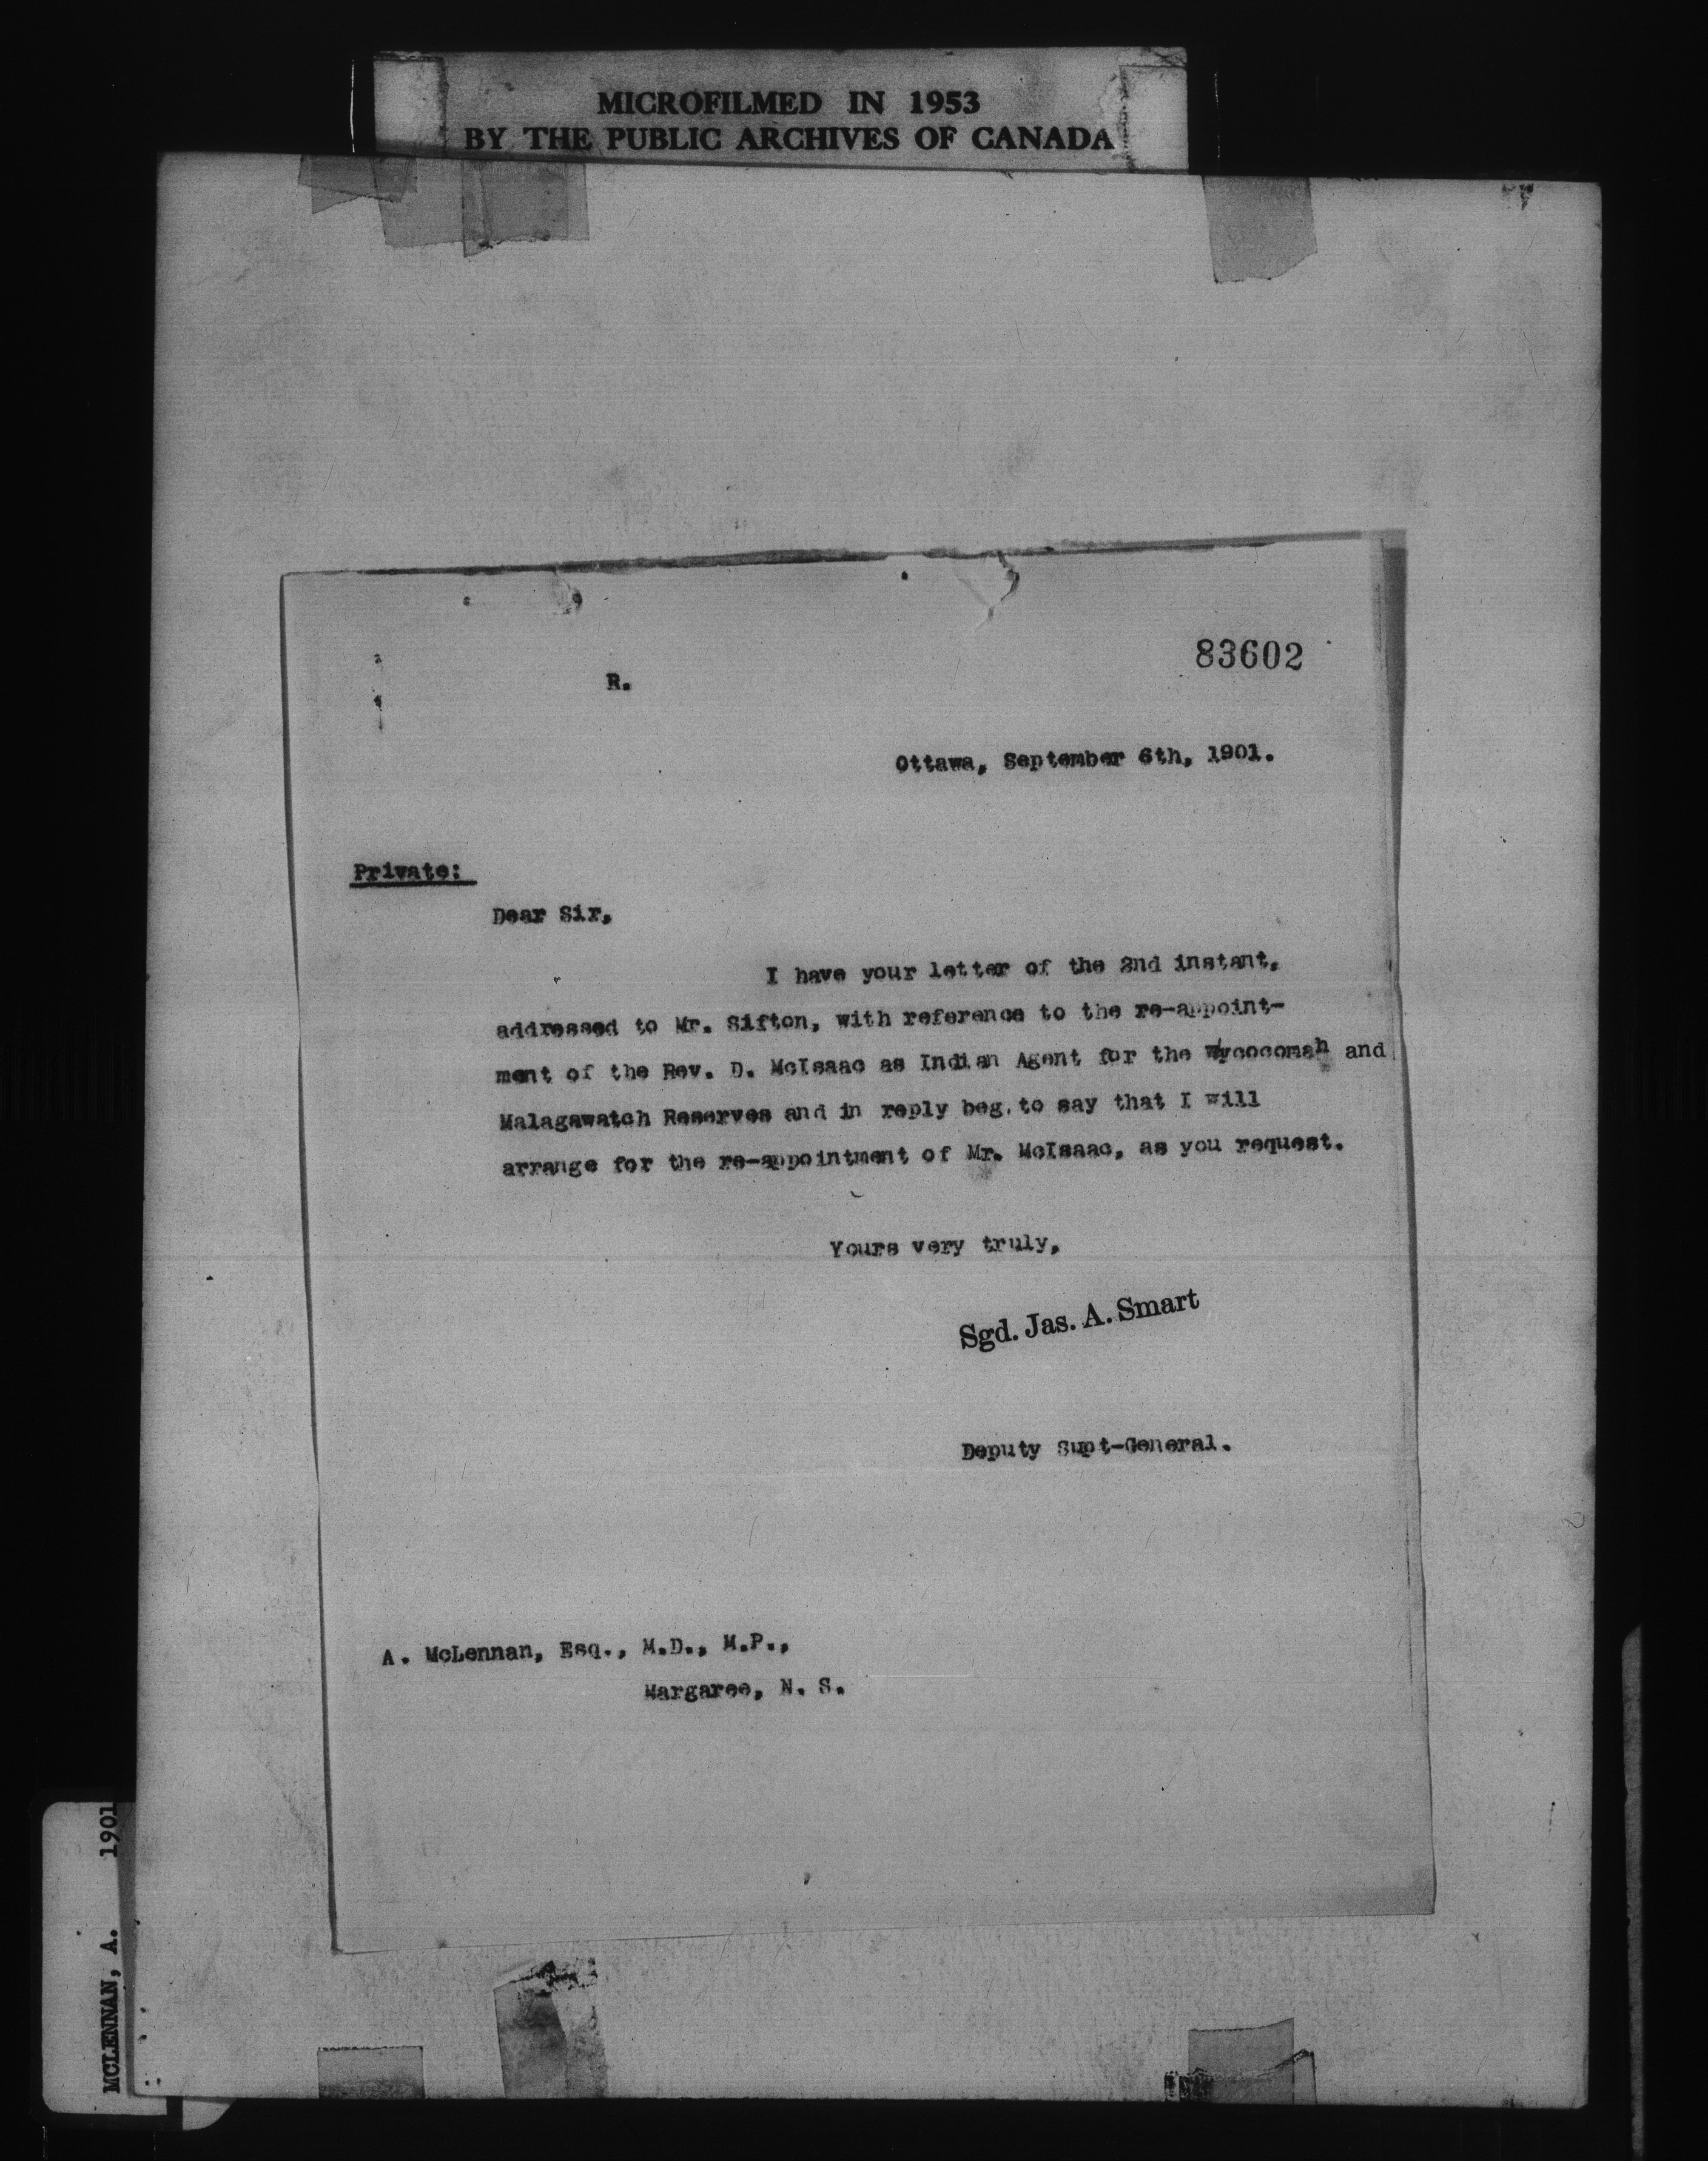 MICROFILMED IN 1953
BY THE PUBLIC ARCHIVES OF CANADA
83602
R.
Ottawa, September 6th, 1901.
Private:
Dear Sir,
I have your letter of the 2nd instant,
addressed to Mr. Sifton, with reference to the re-appoint-
ment of the Rev. D. McIsaac as Indian Agent for the Wycocomah and
Malagawatch Reserves and in reply beg to say that I will
arrange for the re-appointment of Mr. McIsaac, as you request.
Yours very truly,
Sgd. Jas. A. Smart
Deputy Supt-General.
A. McLennan, Esq., M.D., M.P.,
Margaree, N. S.
MCLENNAN, A. 1901